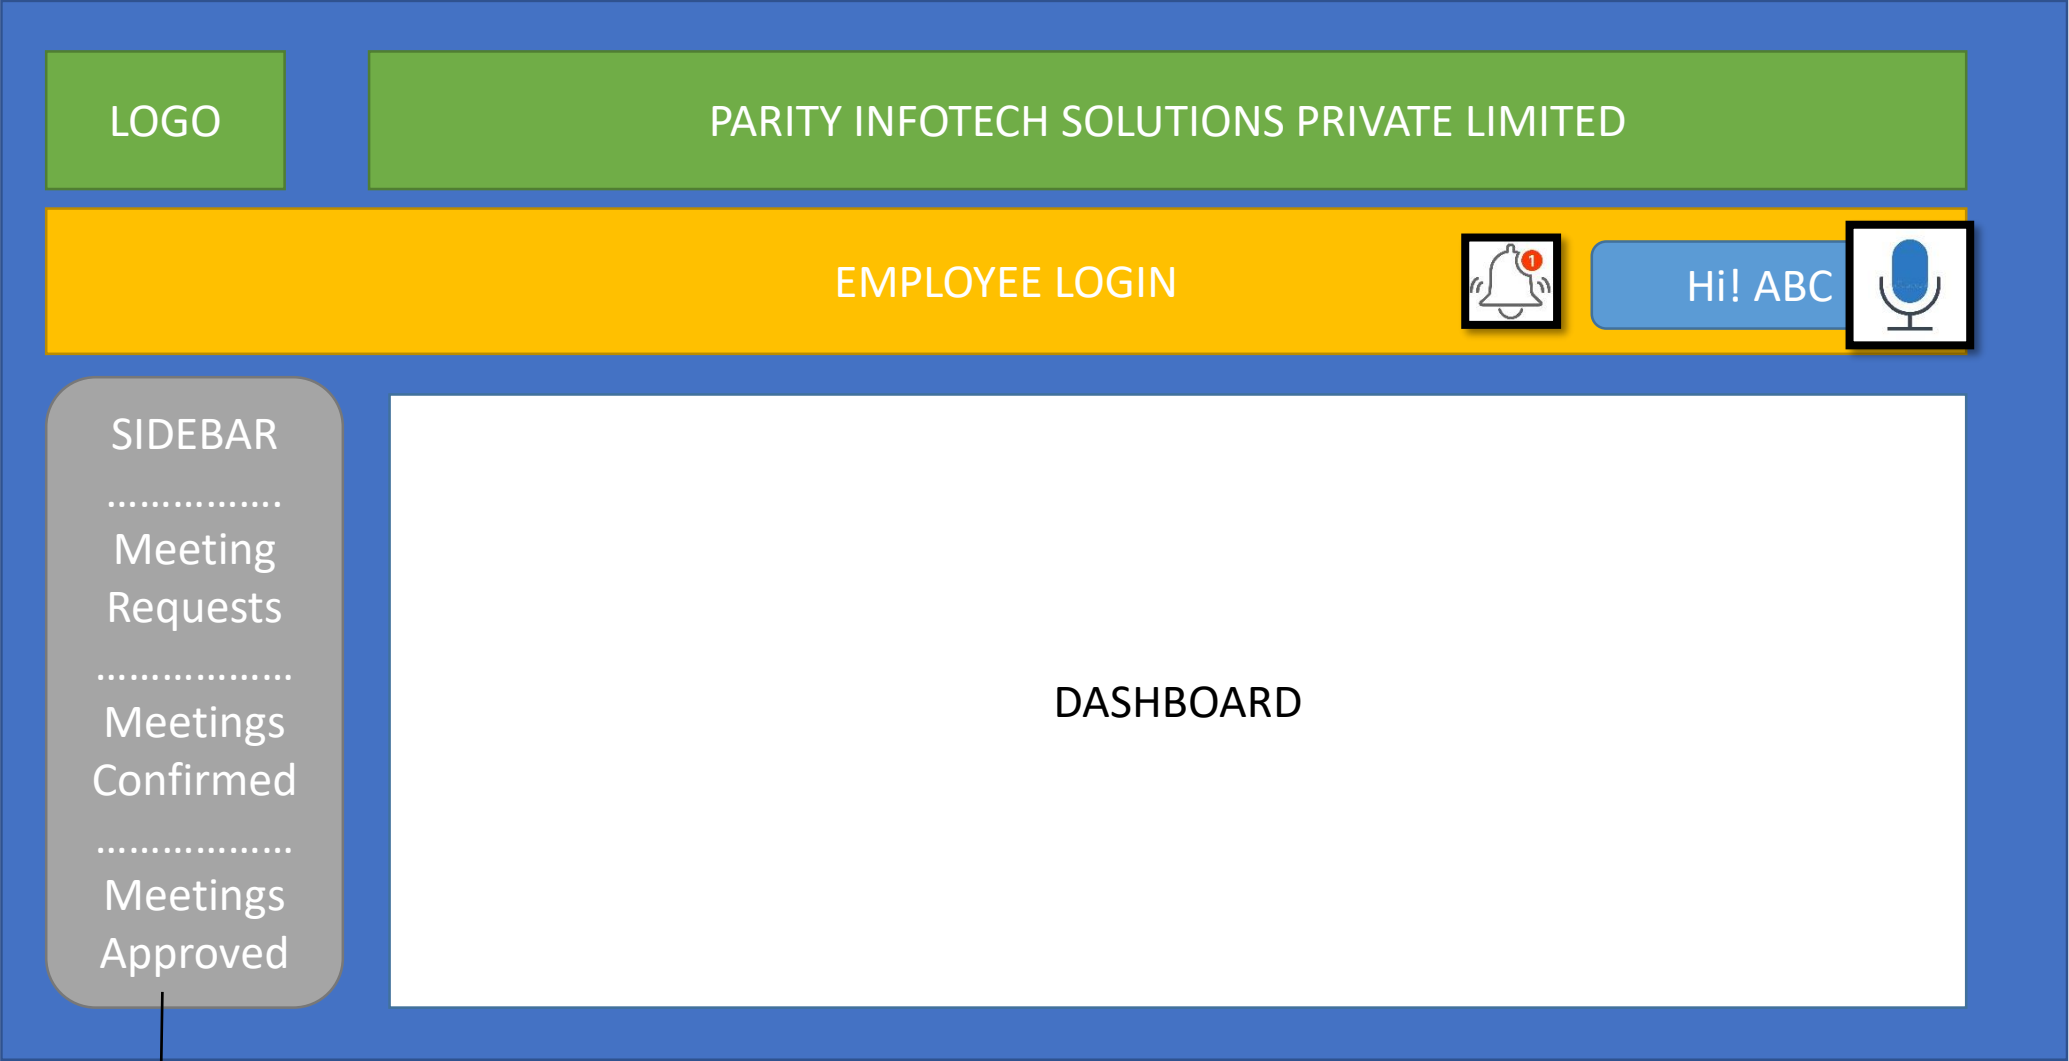 LOGO
PARITY INFOTECH SOLUTIONS PRIVATE LIMITED
EMPLOYEE LOGIN
1
Hi! ABC
SIDEBAR
................
Meeting
Requests
..................
Meetings
Confirmed
..................
Meetings
Approved
DASHBOARD